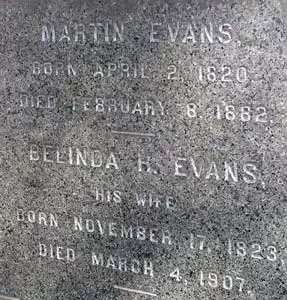 MARTIN EVANS,
BORN APRIL 2, 1820.
DIED FEBRUARY 8, 1882.
BELINDA H. EVANS,
HIS WIFE
BORN NOVEMBER 17, 1823,
DIED MARCH 4, 1907.